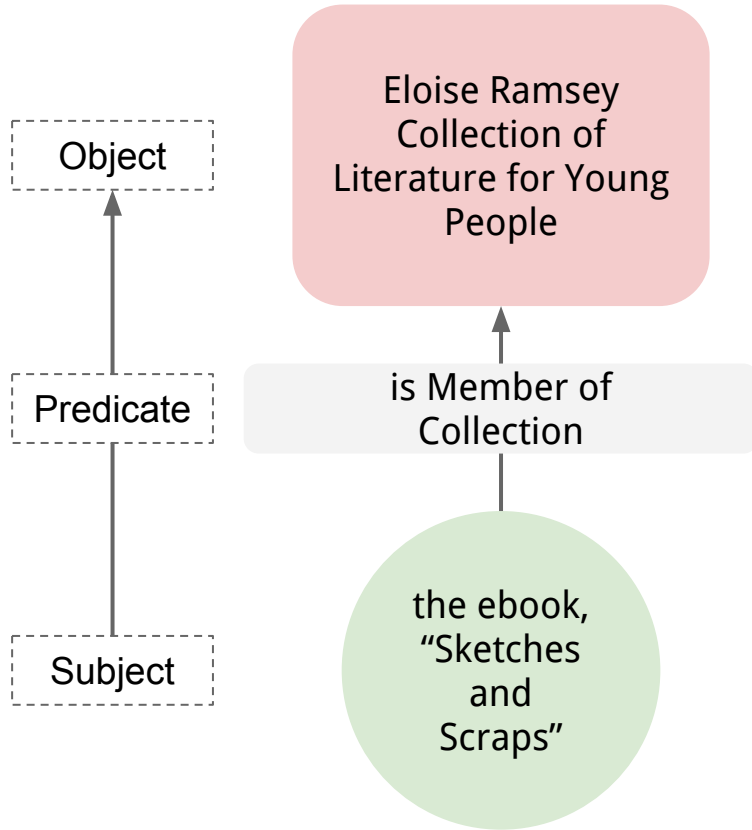 Object
Eloise Ramsey
Collection of
Literature for Young
People
Predicate
is Member of
Collection
Subject
the ebook,
“Sketches
and
Scraps”